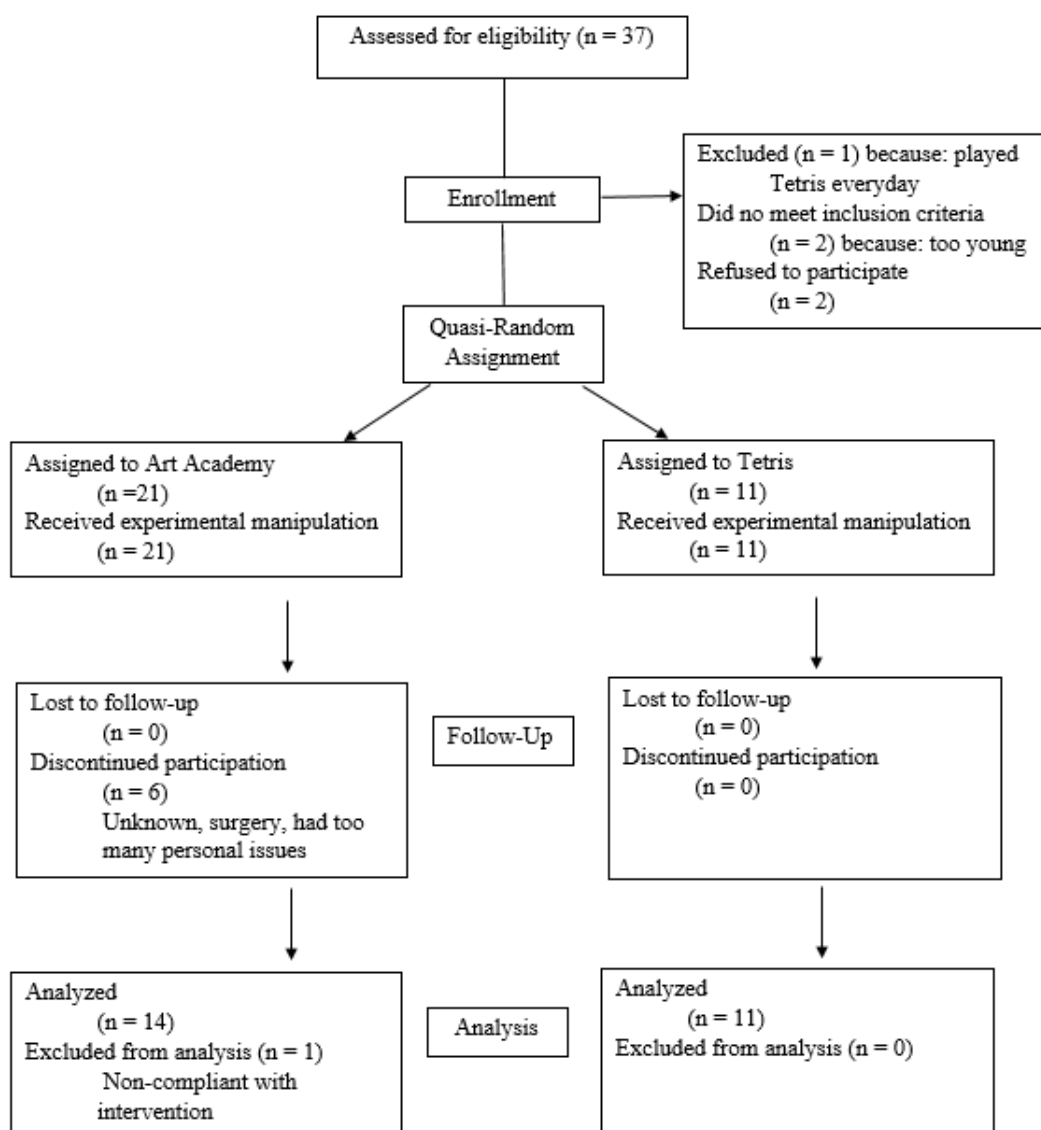 Assessed for eligibility (n = 37)
Excluded (n = 1) because: played
Tetris everyday
Did no meet inclusion criteria
(n = 2) because: too young
Refused to participate
(n = 2)
Enrollment
Quasi-Random
Assignment
Assigned to Art Academy
(n =21)
Received experimental manipulation
(n = 21)
Assigned to Tetris
(n = 11)
Received experimental manipulation
(n = 11)
Lost to follow-up
(n = 0)
Discontinued participation
(n = 6)
Unknown, surgery, had too
many personal issues
Follow-Up
Lost to follow-up
(n = 0)
Discontinued participation
(n = 0)
Analyzed
(n = 14)
Excluded from analysis (n = 1)
Non-compliant with
intervention
Analysis
Analyzed
(n = 11)
Excluded from analysis (n = 0)